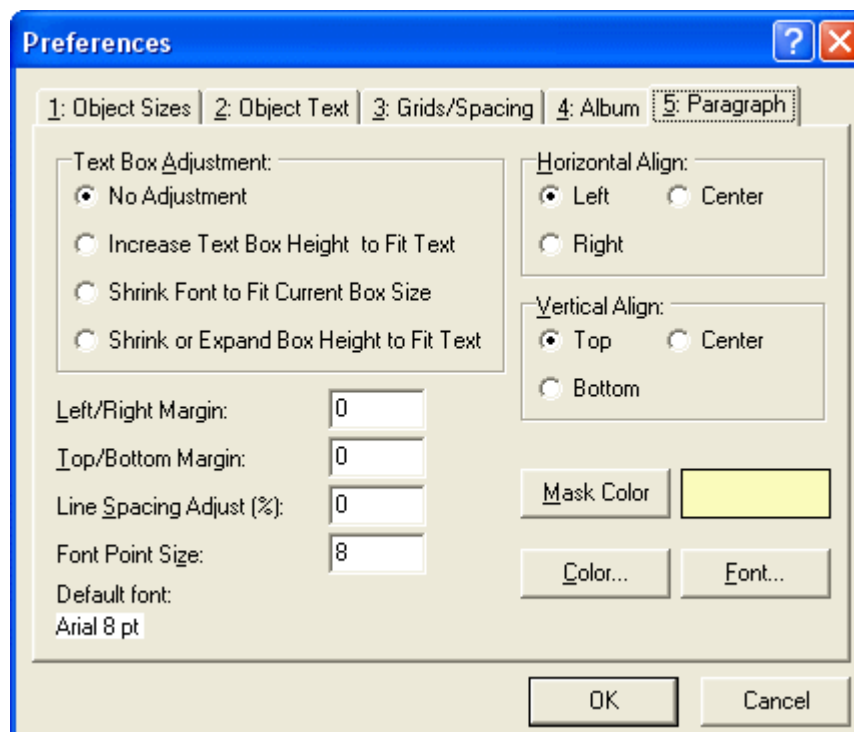 Preferences
1: Object Sizes 2: Object Text 3: Grids/Spacing 4: Album 5: Paragraph
Text Box Adjustment:
No Adjustment
Increase Text Box Height to Fit Text
Shrink Font to Fit Current Box Size
Shrink or Expand Box Height to Fit Text
Horizontal Align:
Left Center
Right
Vertical Align:
Top Center
Bottom
Left/Right Margin: 0
Top/Bottom Margin: 0
Line Spacing Adjust (%): 0
Font Point Size: 8
Default font:
Arial 8 pt
Mask Color
Color... Font...
OK Cancel